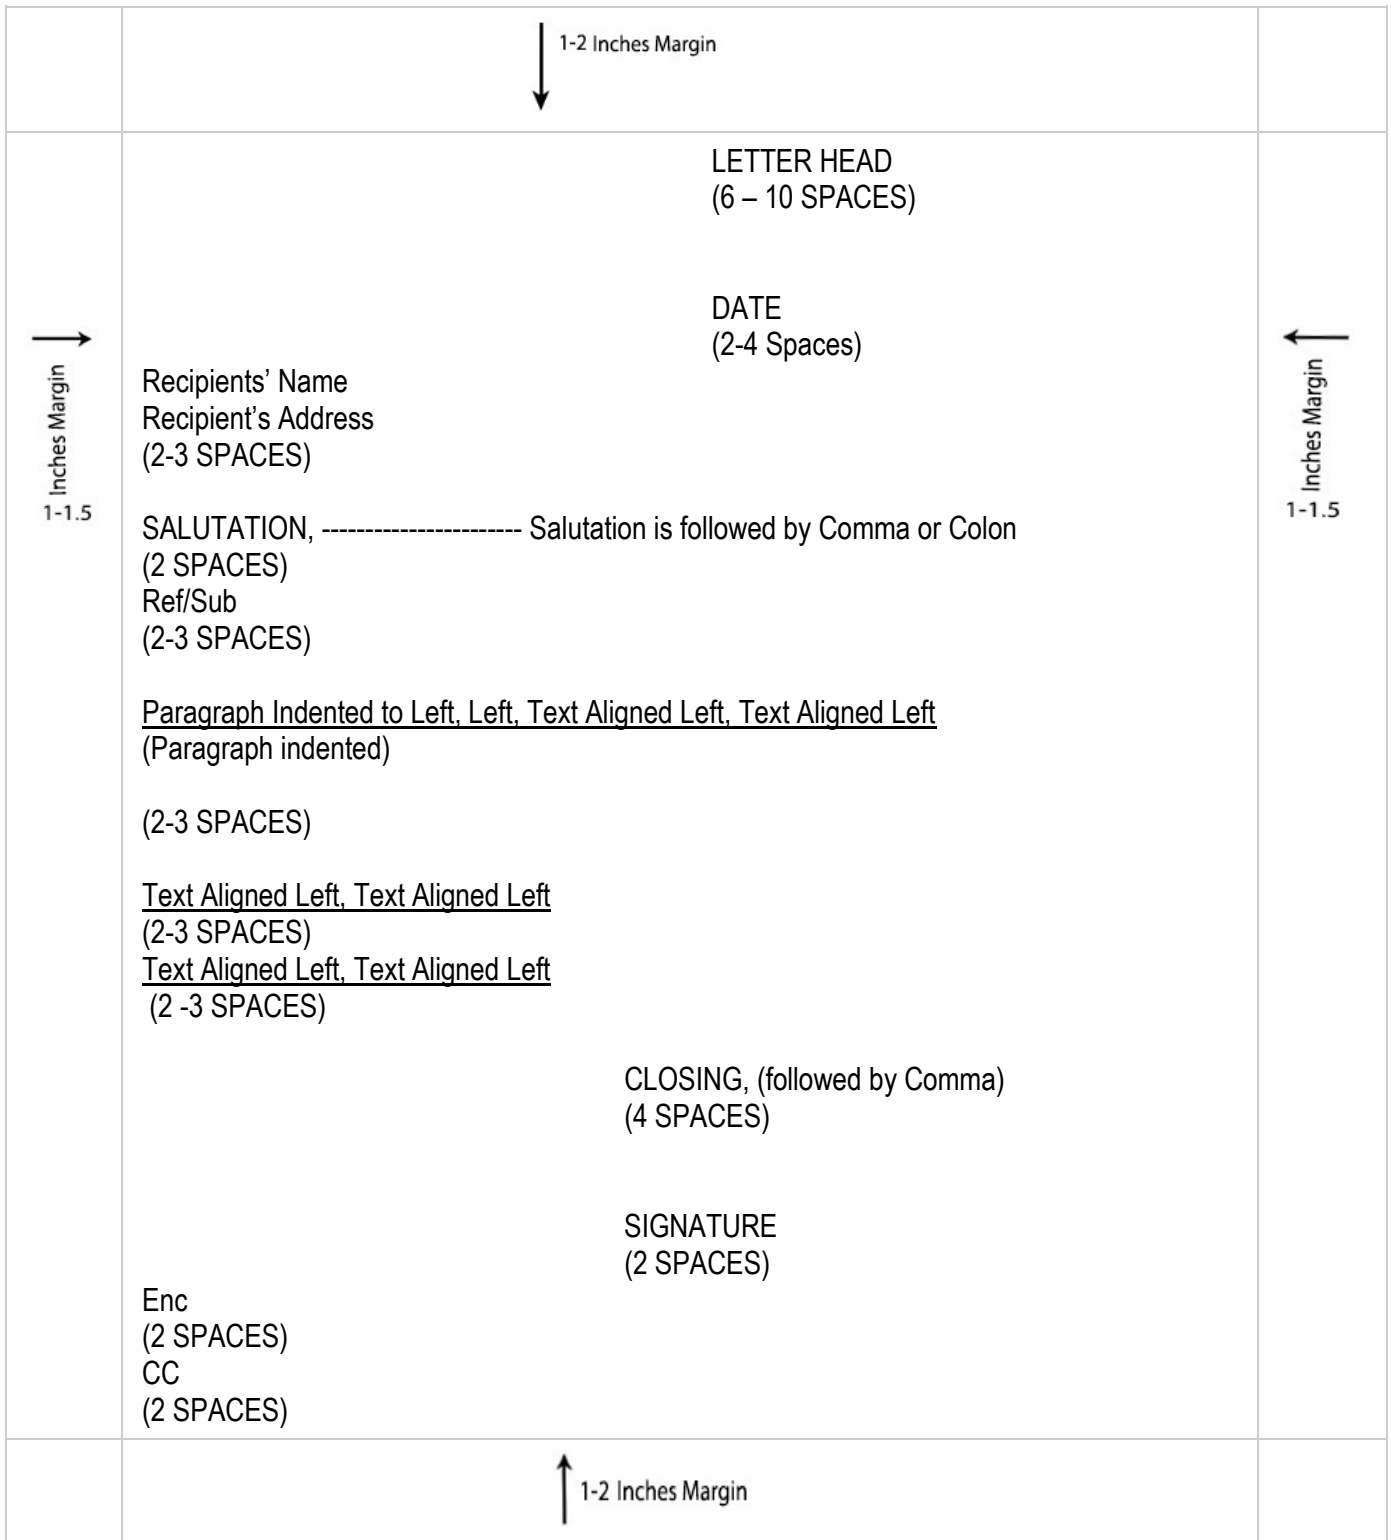 1-2 Inches Margin
LETTER HEAD
(6 – 10 SPACES)
DATE
(2-4 Spaces)
Inches Margin
1-1.5
Inches Margin
1-1.5
Recipients’ Name
Recipient’s Address
(2-3 SPACES)
SALUTATION, ----------------------- Salutation is followed by Comma or Colon
(2 SPACES)
Ref/Sub
(2-3 SPACES)
Paragraph Indented to Left, Left, Text Aligned Left, Text Aligned Left
(Paragraph indented)
(2-3 SPACES)
Text Aligned Left, Text Aligned Left
(2-3 SPACES)
Text Aligned Left, Text Aligned Left
(2 -3 SPACES)
CLOSING, (followed by Comma)
(4 SPACES)
SIGNATURE
(2 SPACES)
Enc
(2 SPACES)
CC
(2 SPACES)
1-2 Inches Margin